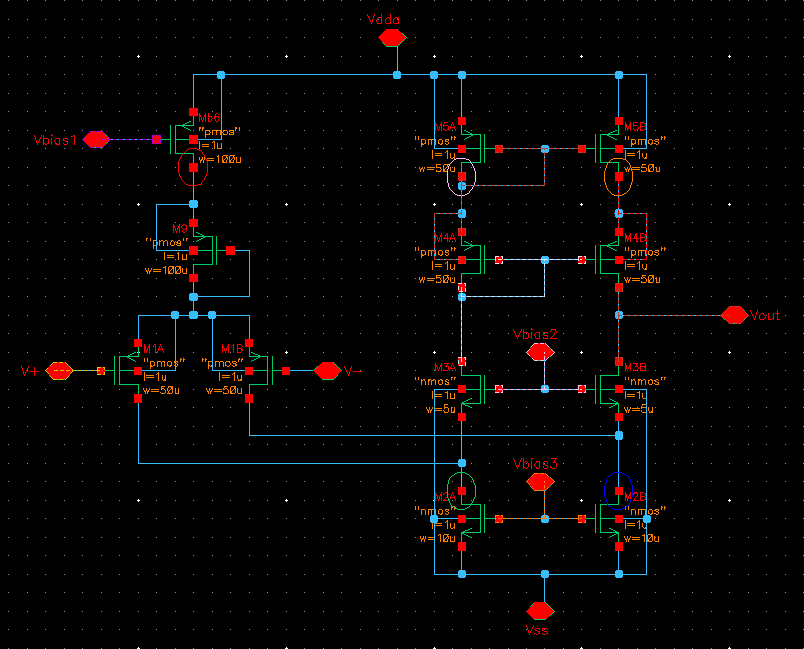 Vdda
Vbias1
Mb6
"pmos"
l=1u
w=100u
M5A
"pmos"
l=1u
w=50u
M5B
"pmos"
l=1u
w=50u
"pmos"
l=1u
w=100u
M4A
"pmos"
l=1u
w=50u
M4B
"pmos"
l=1u
w=50u
Vout
Vbias2
V+
M1A
"pmos"
l=1u
w=50u
M1B
"pmos"
l=1u
w=50u
V-
M3A
"nmos"
l=1u
w=5u
M3B
"nmos"
l=1u
w=5u
Vbias3
M2A
"nmos"
l=1u
w=10u
M2B
"nmos"
l=1u
w=10u
Vss